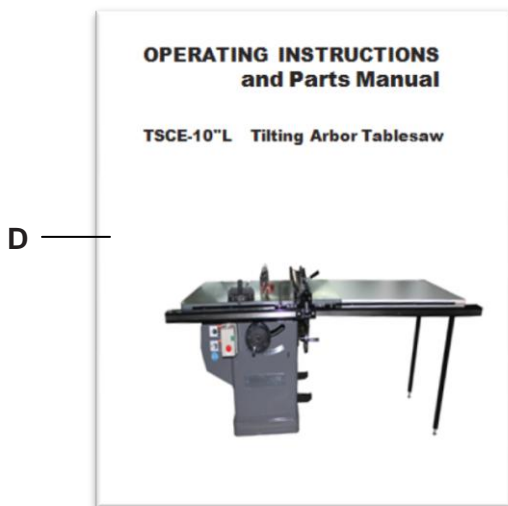 OPERATING INSTRUCTIONS
and Parts Manual
TSCE-10"L Tilting Arbor Tablesaw
D